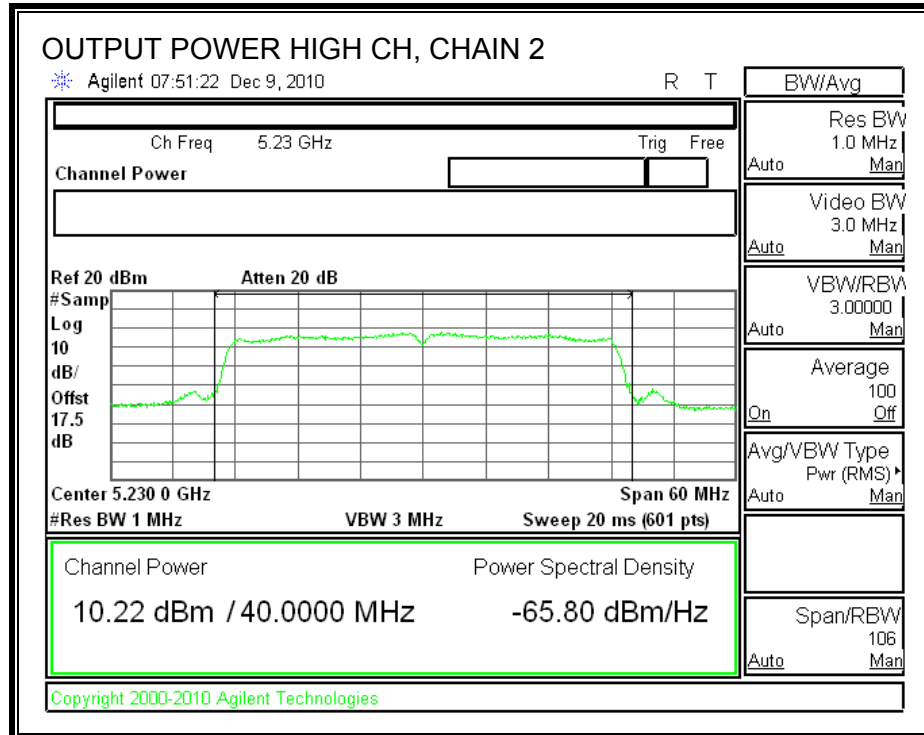 OUTPUT POWER HIGH CH, CHAIN 2
Agilent 07:51:22 Dec 9, 2010 R T
BW/Avg
Ch Freq 5.23 GHz Trig Free
Channel Power
Res BW
1.0 MHz
Auto Man
Video BW
3.0 MHz
Auto Man
VBW/RBW
3.00000
Auto Man
Average
100
On Off
Avg/VBW Type
Pwr (RMS)
Auto Man
Span/RBW
106
Auto Man
Ref 20 dBm Atten 20 dB
#Samp
Log
10
dB/
Offst
17.5
dB
Center 5.230 0 GHz Span 60 MHz
#Res BW 1 MHz VBW 3 MHz Sweep 20 ms (601 pts)
Channel Power Power Spectral Density
10.22 dBm / 40.0000 MHz -65.80 dBm/Hz
Copyright 2000-2010 Agilent Technologies